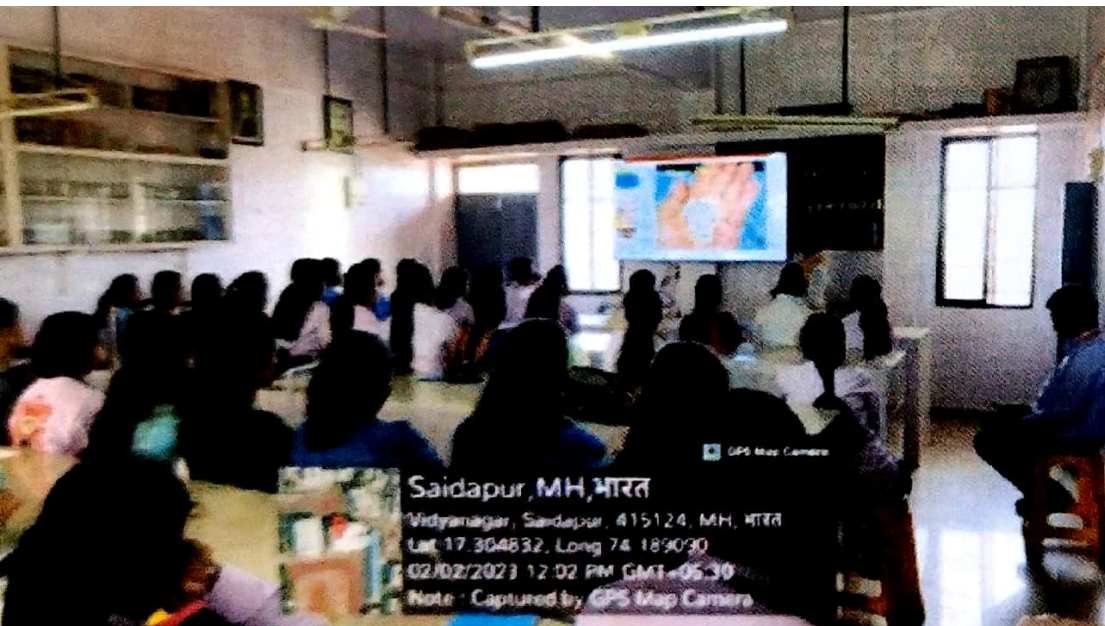 GPS Map Camera
Saidapur, MH, भारत
Vidyanagar, Saidapur, 415124, MH, भारत
Lat 17.304832, Long 74.189090
02/02/2023 12:02 PM GMT+05:30
Note : Captured by GPS Map Camera